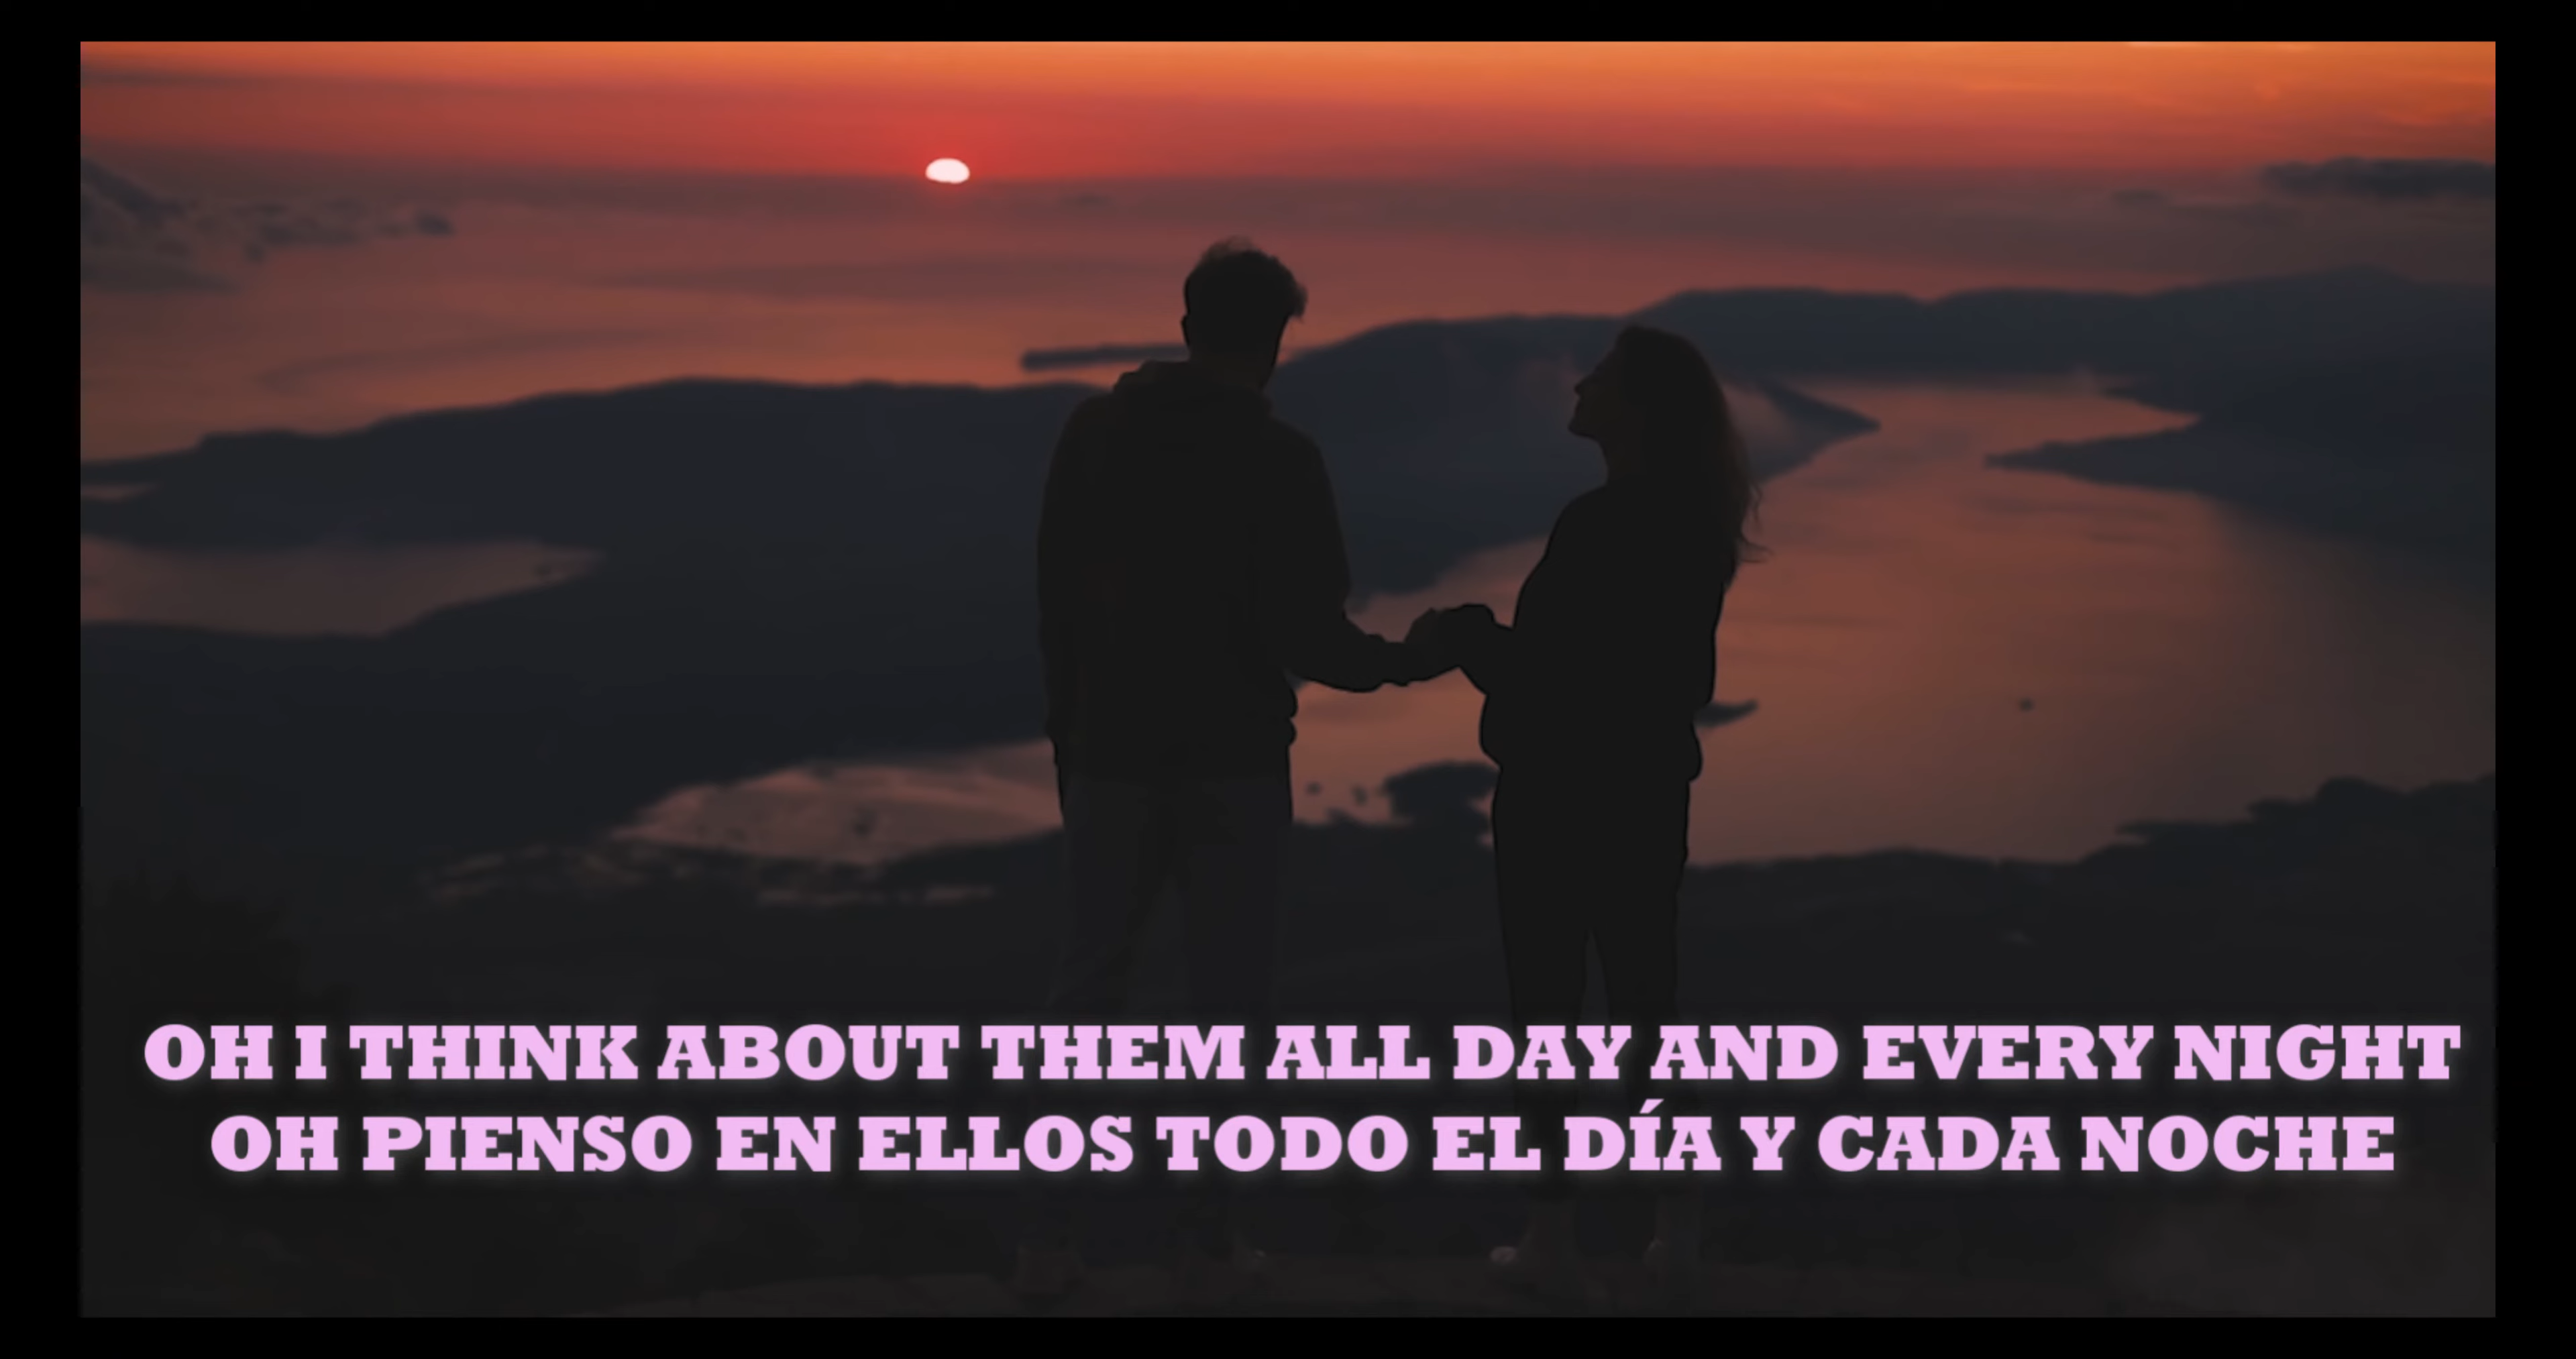 OH I THINK ABOUT THEM ALL DAY AND EVERY NIGHT
OH PIENSO EN ELLOS TODO EL DÍA Y CADA NOCHE